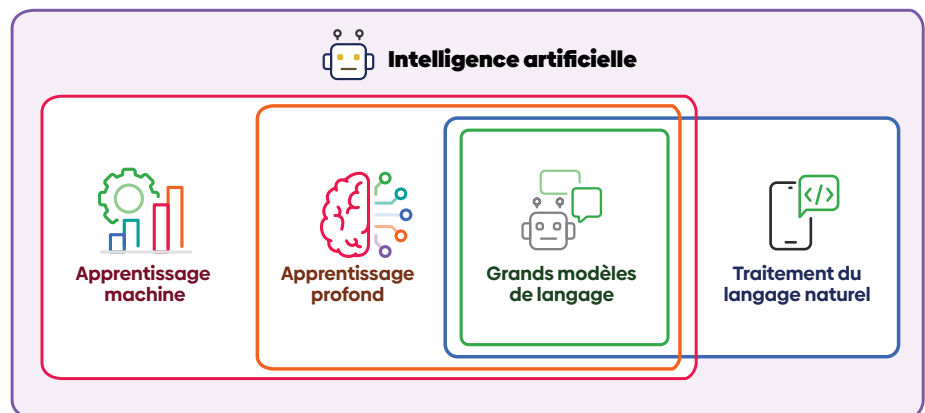 Intelligence artificielle
Apprentissage
machine
Apprentissage
profond
Grands modèles
de langage
</>
Traitement du
langage naturel